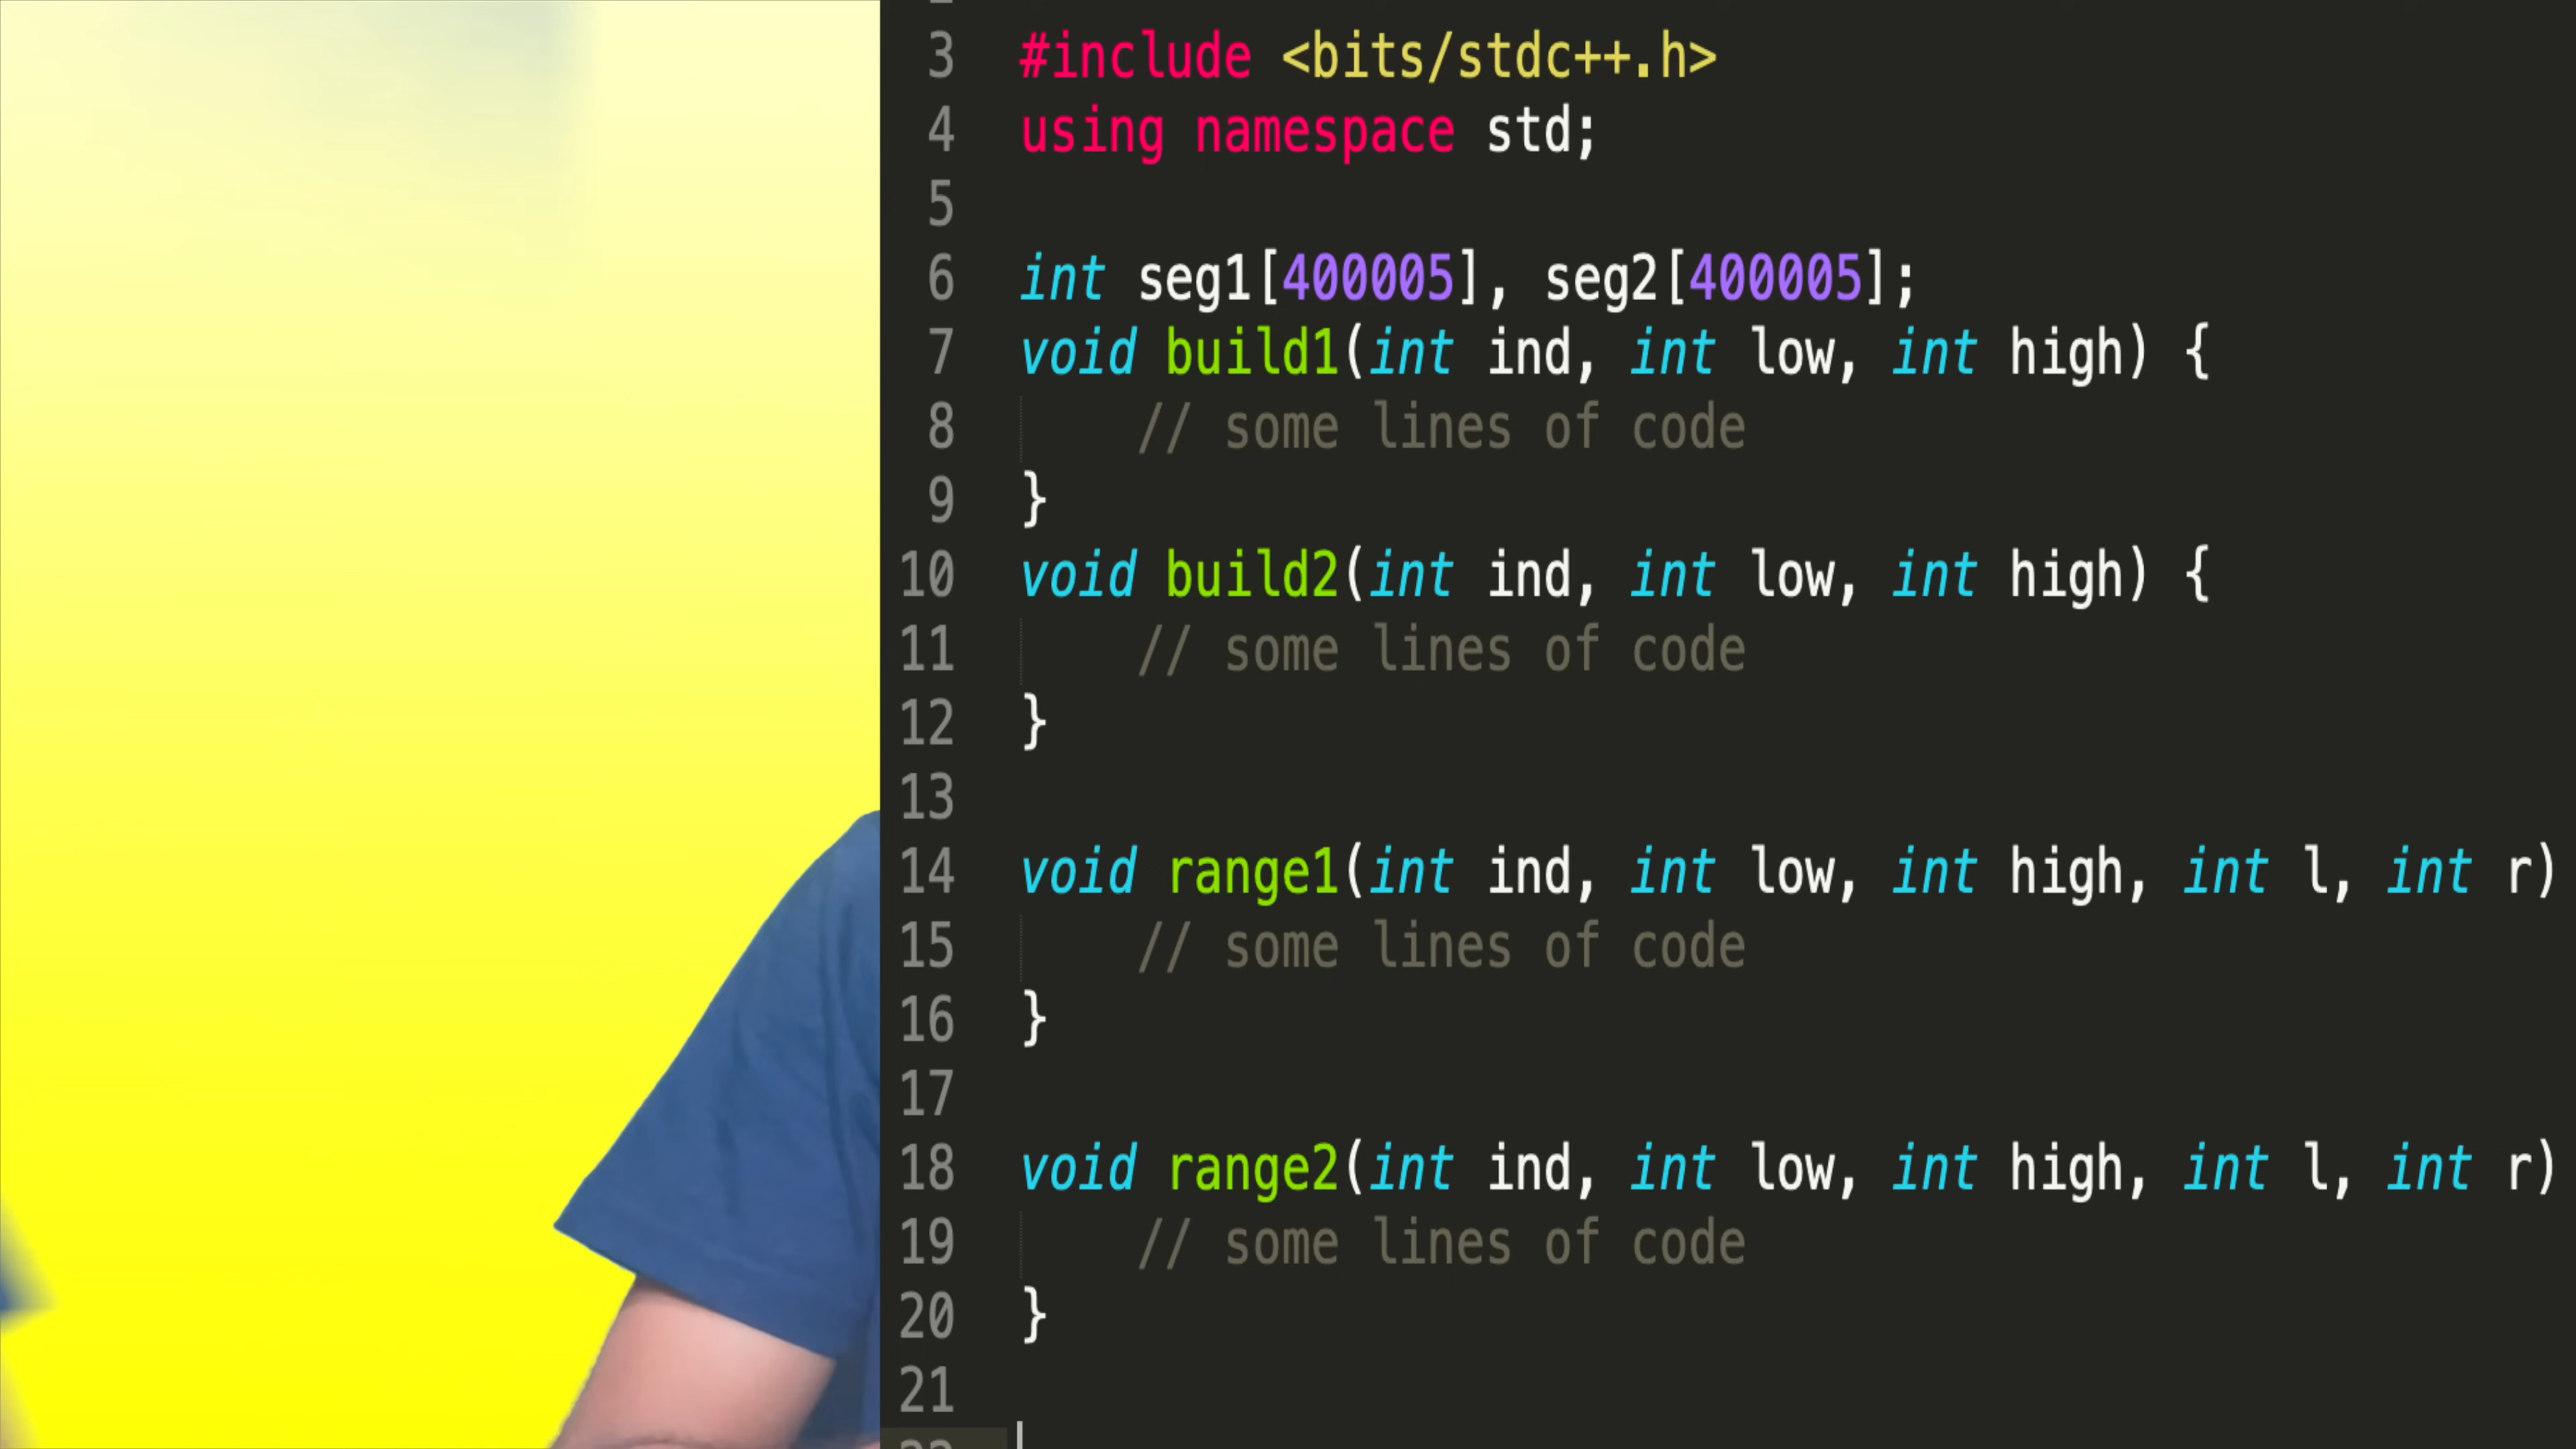 3 #include <bits/stdc++.h>
4 using namespace std;
5
6 int seg1[400005], seg2[400005];
7 void build1(int ind, int low, int high) {
8 // some lines of code
9 }
10 void build2(int ind, int low, int high) {
11 // some lines of code
12 }
13
14 void range1(int ind, int low, int high, int l, int r)
15 // some lines of code
16 }
17
18 void range2(int ind, int low, int high, int l, int r)
19 // some lines of code
20 }
21